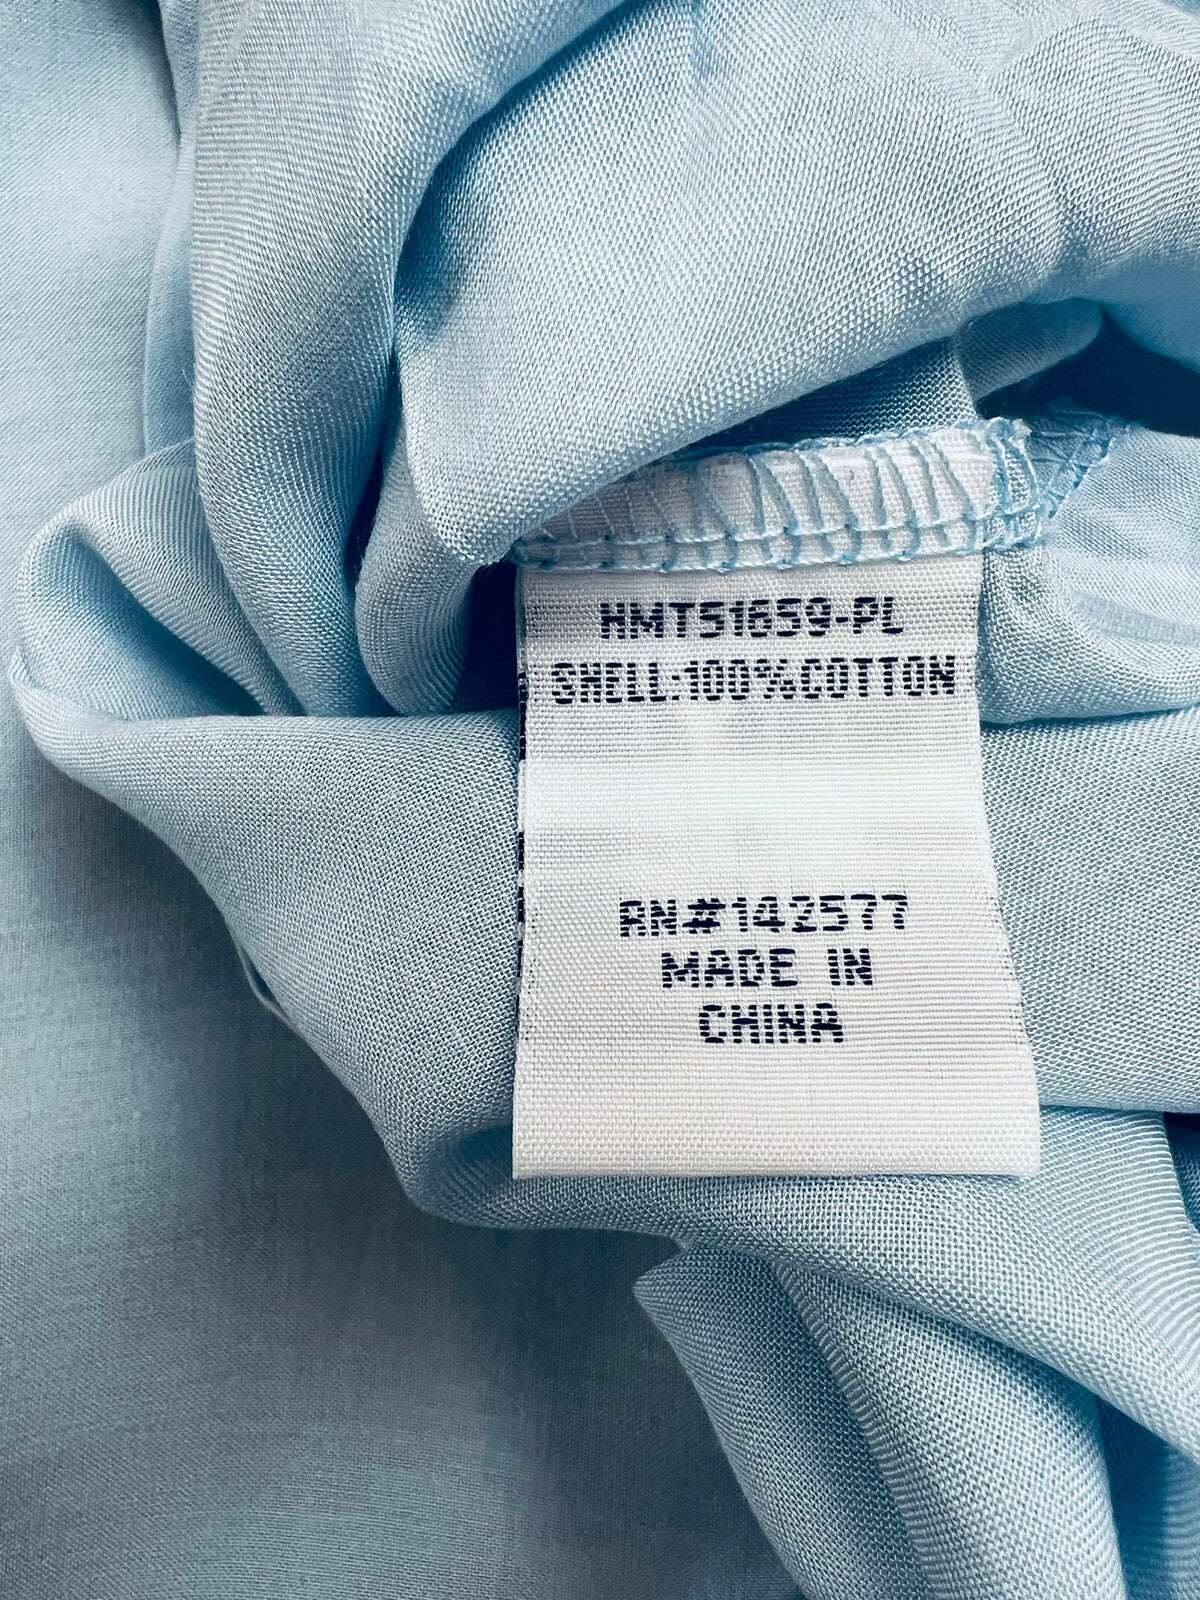 HMT51659-PL
SHELL:100%COTTON
RN#142577
MADE IN
CHINA